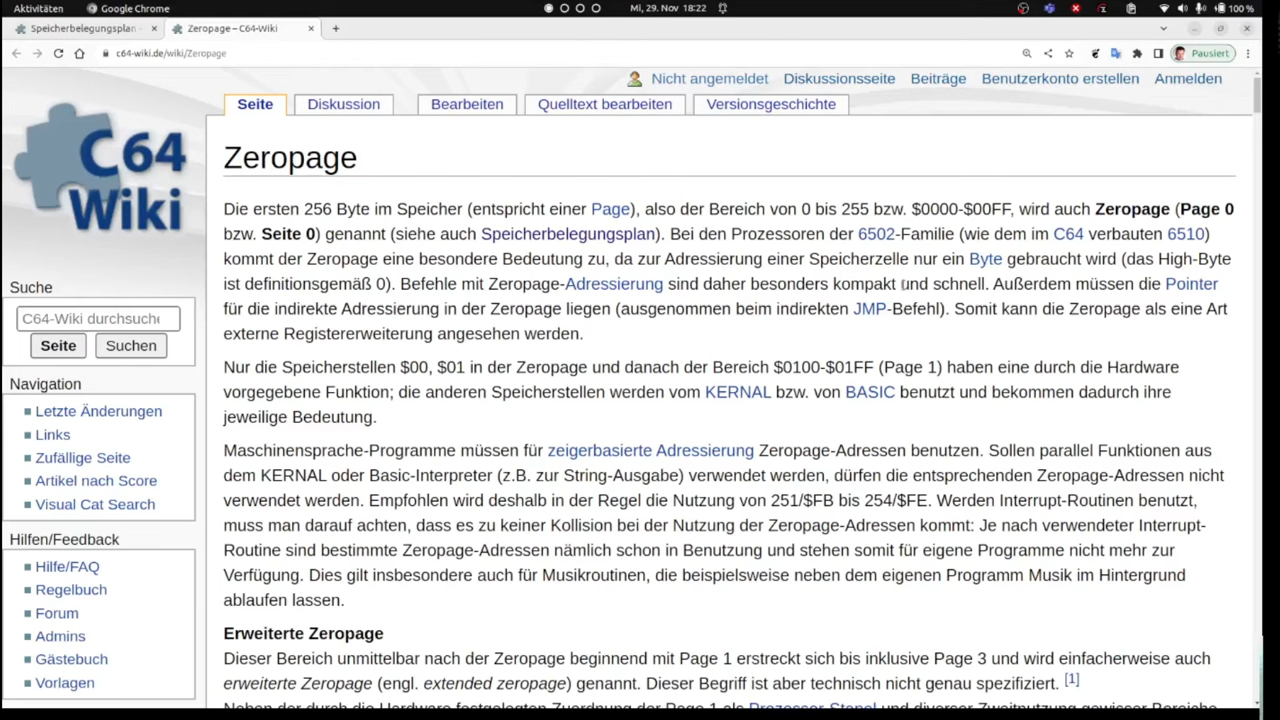 Aktivitäten
Google Chrome
Mi, 29. Nov 18:22
100 %
Speicherbelegungsplan -
Zeropage – C64-Wiki
c64-wiki.de/wiki/Zeropage
Pausiert
Nicht angemeldet Diskussionsseite Beiträge Benutzerkonto erstellen Anmelden
Seite Diskussion Bearbeiten Quelltext bearbeiten Versionsgeschichte
C64
Wiki
Suche
C64-Wiki durchsuche
Seite Suchen
Navigation
Letzte Änderungen
Links
Zufällige Seite
Artikel nach Score
Visual Cat Search
Hilfen/Feedback
Hilfe/FAQ
Regelbuch
Forum
Admins
Gästebuch
Vorlagen
Zeropage
Die ersten 256 Byte im Speicher (entspricht einer Page), also der Bereich von 0 bis 255 bzw. $0000-$00FF, wird auch Zeropage (Page 0
bzw. Seite 0) genannt (siehe auch Speicherbelegungsplan). Bei den Prozessoren der 6502-Familie (wie dem im C64 verbauten 6510)
kommt der Zeropage eine besondere Bedeutung zu, da zur Adressierung einer Speicherzelle nur ein Byte gebraucht wird (das High-Byte
ist definitionsgemäß 0). Befehle mit Zeropage-Adressierung sind daher besonders kompakt und schnell. Außerdem müssen die Pointer
für die indirekte Adressierung in der Zeropage liegen (ausgenommen beim indirekten JMP-Befehl). Somit kann die Zeropage als eine Art
externe Registererweiterung angesehen werden.
Nur die Speicherstellen $00, $01 in der Zeropage und danach der Bereich $0100-$01FF (Page 1) haben eine durch die Hardware
vorgegebene Funktion; die anderen Speicherstellen werden vom KERNAL bzw. von BASIC benutzt und bekommen dadurch ihre
jeweilige Bedeutung.
Maschinensprache-Programme müssen für zeigerbasierte Adressierung Zeropage-Adressen benutzen. Sollen parallel Funktionen aus
dem KERNAL oder Basic-Interpreter (z.B. zur String-Ausgabe) verwendet werden, dürfen die entsprechenden Zeropage-Adressen nicht
verwendet werden. Empfohlen wird deshalb in der Regel die Nutzung von 251/$FB bis 254/$FE. Werden Interrupt-Routinen benutzt,
muss man darauf achten, dass es zu keiner Kollision bei der Nutzung der Zeropage-Adressen kommt: Je nach verwendeter Interrupt-
Routine sind bestimmte Zeropage-Adressen nämlich schon in Benutzung und stehen somit für eigene Programme nicht mehr zur
Verfügung. Dies gilt insbesondere auch für Musikroutinen, die beispielsweise neben dem eigenen Programm Musik im Hintergrund
ablaufen lassen.
Erweiterte Zeropage
Dieser Bereich unmittelbar nach der Zeropage beginnend mit Page 1 erstreckt sich bis inklusive Page 3 und wird einfacherweise auch
erweiterte Zeropage (engl. extended zeropage) genannt. Dieser Begriff ist aber technisch nicht genau spezifiziert. [1]
Neben der durch die Hardware festgelegten Zuordnung der Page 1 als Prozessor-Stapel und diverser Zweitnutzung gewisser Bereiche